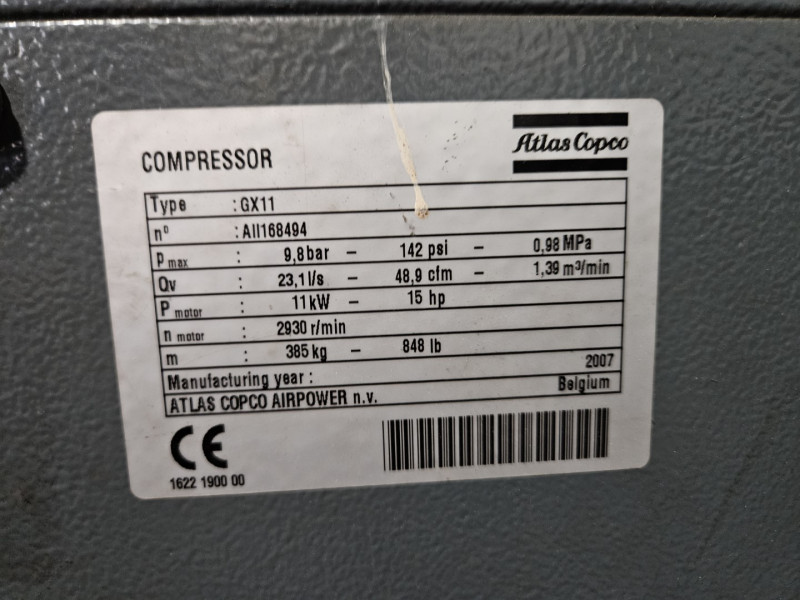 Atlas Copco
COMPRESSOR
Type : GX11
n° : AII168494
P max : 9,8 bar – 142 psi – 0,98 MPa
Qv : 23,1 l/s – 48,9 cfm – 1,39 m³/min
P motor : 11 kW – 15 hp
n motor : 2930 r/min
m : 385 kg – 848 lb
Manufacturing year : 2007
ATLAS COPCO AIRPOWER n.v. Belgium
CE
1622 1900 00